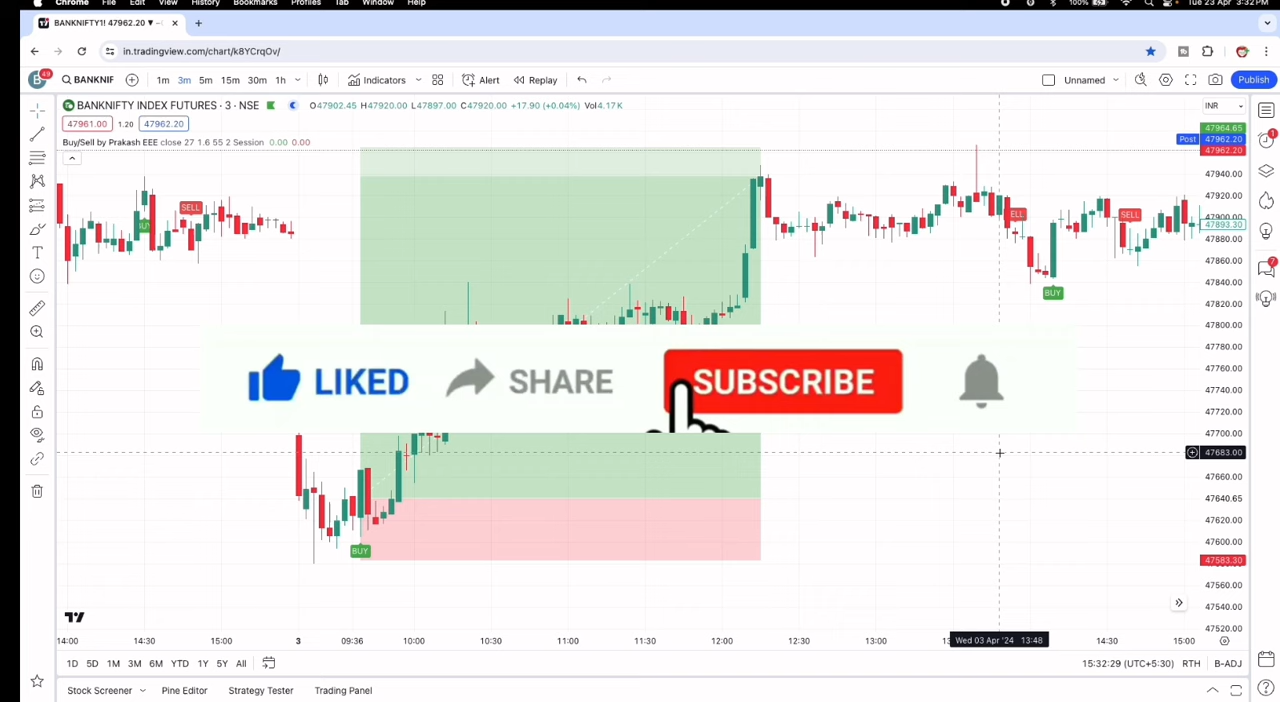 Chrome File Edit View History Bookmarks Profiles Tab Window Help 100% Tue 23 Apr 3:32 PM
BANKNIFTY1! 47962.20 ▼
in.tradingview.com/chart/k8YCrqOv/
B 49 BANKNIF 1m 3m 5m 15m 30m 1h Indicators Alert Replay Unnamed Publish
BANKNIFTY INDEX FUTURES · 3 · NSE O47902.45 H47920.00 L47897.00 C47920.00 +17.90 (+0.04%) Vol4.17K INR
47961.00 1.20 47962.20
47964.65
Buy/Sell by Prakash EEE close 27 1.6 55 2 Session 0.00 0.00
Post 47962.20
47962.20
47940.00
47920.00
SELL
ELL
SELL
47900.00
47893.30
47880.00
47860.00
47840.00
BUY
47820.00
47800.00
47780.00
47760.00
LIKED SHARE SUBSCRIBE
47740.00
47720.00
47700.00
47683.00
47660.00
47640.65
47620.00
47600.00
BUY
47583.30
47560.00
47540.00
47520.00
14:00 14:30 15:00 3 09:36 10:00 10:30 11:00 11:30 12:00 12:30 13:00 Wed 03 Apr '24 13:48 14:30 15:00
1D 5D 1M 3M 6M YTD 1Y 5Y All 15:32:29 (UTC+5:30) RTH B-ADJ
Stock Screener Pine Editor Strategy Tester Trading Panel